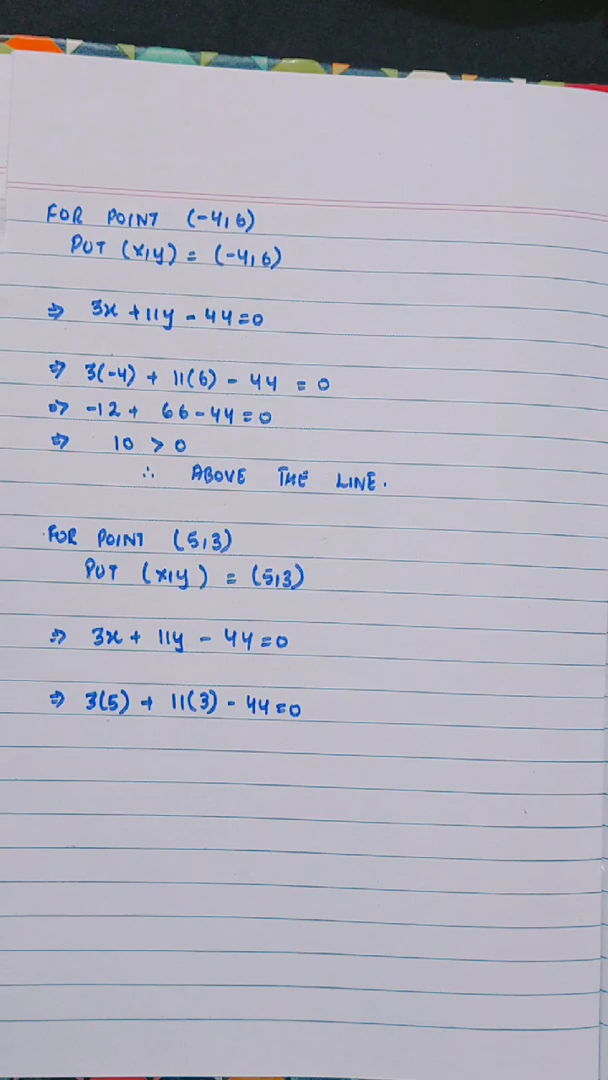 FOR POINT (-4,6)
PUT (x,y) = (-4,6)
⇒ 3x + 11y - 44 = 0
⇒ 3(-4) + 11(6) - 44 = 0
⇒ -12 + 66 - 44 = 0
⇒ 10 > 0
∴ ABOVE THE LINE.
FOR POINT (5,3)
PUT (x,y) = (5,3)
⇒ 3x + 11y - 44 = 0
⇒ 3(5) + 11(3) - 44 = 0